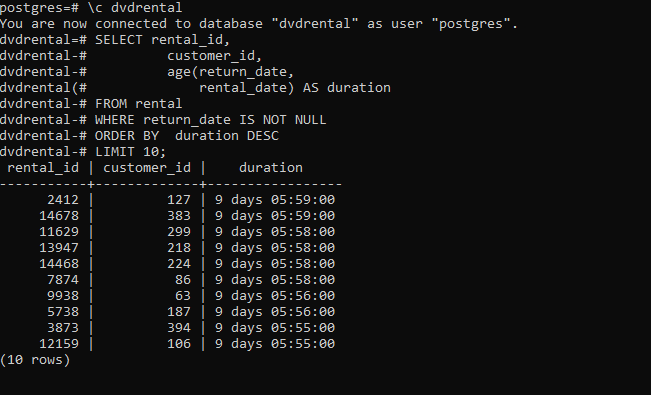 postgres=# \c dvdrental
You are now connected to database "dvdrental" as user "postgres".
dvdrental=# SELECT rental_id,
dvdrental-#          customer_id,
dvdrental-#          age(return_date,
dvdrental(#              rental_date) AS duration
dvdrental-# FROM rental
dvdrental-# WHERE return_date IS NOT NULL
dvdrental-# ORDER BY  duration DESC
dvdrental-# LIMIT 10;
 rental_id | customer_id |    duration
-----------+-------------+-----------------
      2412 |         127 | 9 days 05:59:00
     14678 |         383 | 9 days 05:59:00
     11629 |         299 | 9 days 05:58:00
     13947 |         218 | 9 days 05:58:00
     14468 |         224 | 9 days 05:58:00
      7874 |          86 | 9 days 05:58:00
      9938 |          63 | 9 days 05:56:00
      5738 |         187 | 9 days 05:56:00
      3873 |         394 | 9 days 05:55:00
     12159 |         106 | 9 days 05:55:00
(10 rows)